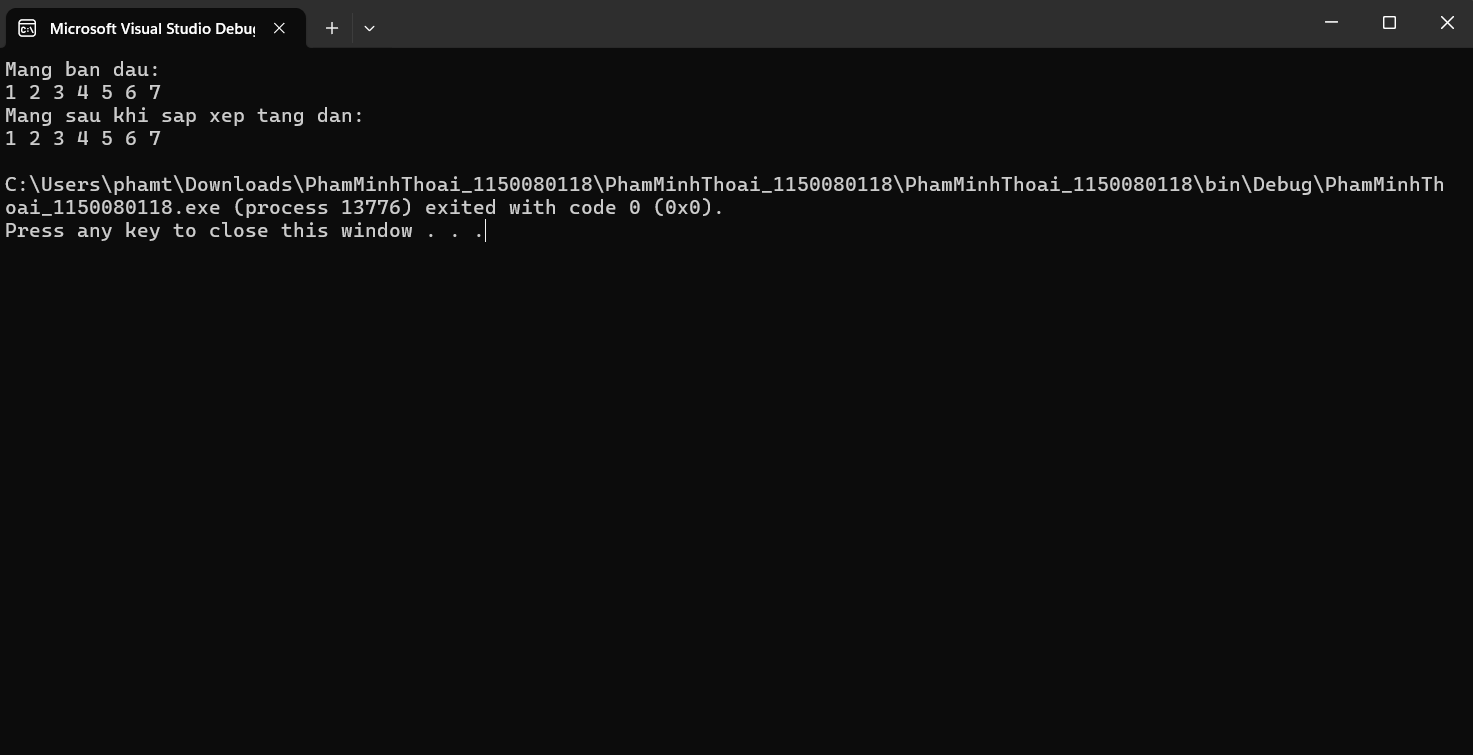 Microsoft Visual Studio Debu
Mang ban dau:
1 2 3 4 5 6 7
Mang sau khi sap xep tang dan:
1 2 3 4 5 6 7
C:\Users\phamt\Downloads\PhamMinhThoai_1150080118\PhamMinhThoai_1150080118\PhamMinhThoai_1150080118\bin\Debug\PhamMinhTh
oai_1150080118.exe (process 13776) exited with code 0 (0x0).
Press any key to close this window . . .